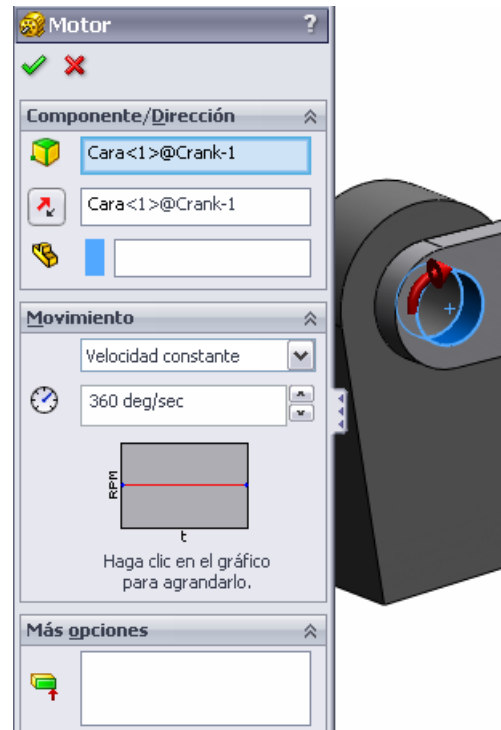 Motor ?
Componente/Dirección
Cara<1>@Crank-1
Cara<1>@Crank-1
Movimiento
Velocidad constante
360 deg/sec
RPM
t
Haga clic en el gráfico
para agrandarlo.
Más opciones